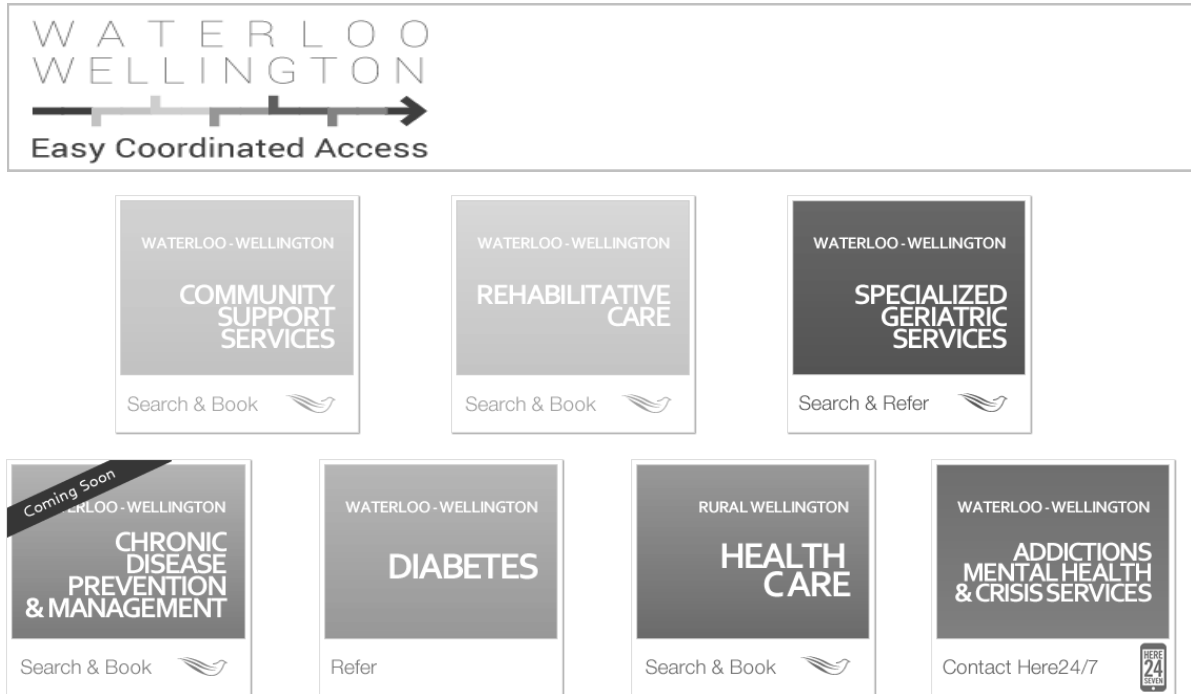 WATERLOO
WELLINGTON
Easy Coordinated Access
WATERLOO-WELLINGTON
COMMUNITY
SUPPORT
SERVICES
Search & Book
WATERLOO-WELLINGTON
REHABILITATIVE
CARE
Search & Book
WATERLOO-WELLINGTON
SPECIALIZED
GERIATRIC
SERVICES
Search & Refer
Coming Soon
ERLOO-WELLINGTON
CHRONIC
DISEASE
PREVENTION
& MANAGEMENT
Search & Book
WATERLOO-WELLINGTON
DIABETES
Refer
RURAL WELLINGTON
HEALTH
CARE
Search & Book
WATERLOO-WELLINGTON
ADDICTIONS
MENTAL HEALTH
& CRISIS SERVICES
Contact Here24/7
HERE
24
SEVEN